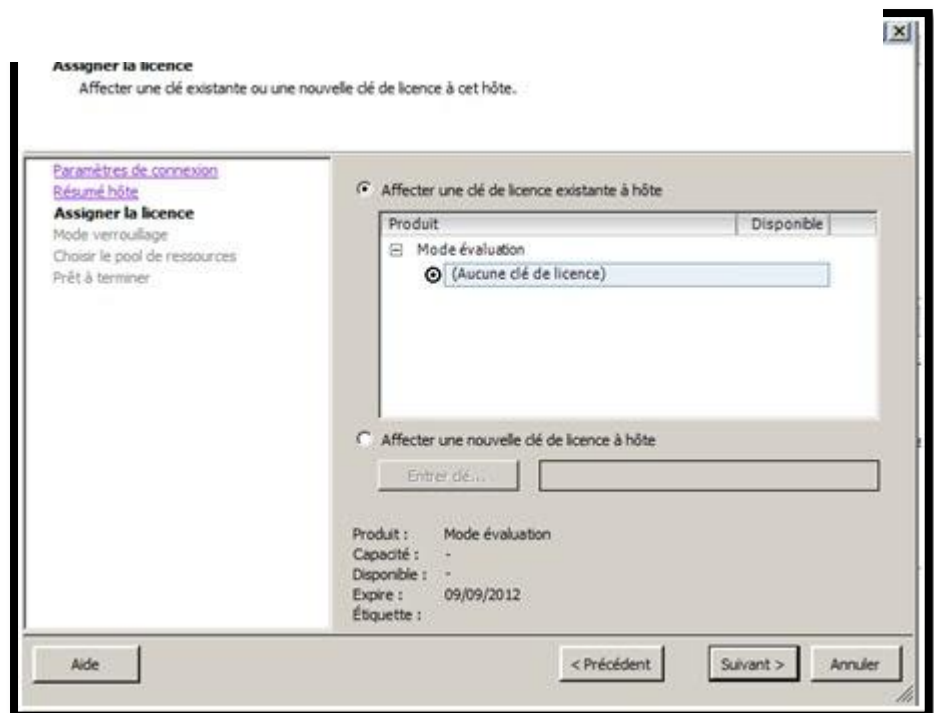 Assigner la licence
Affecter une clé existante ou une nouvelle clé de licence à cet hôte.
Paramètres de connexion
Résumé hôte
Assigner la licence
Mode verrouillage
Choisir le pool de ressources
Prêt à terminer
Affecter une clé de licence existante à hôte
Produit Disponible
Mode évaluation
(Aucune clé de licence)
Affecter une nouvelle clé de licence à hôte
Entrer clé...
Produit : Mode évaluation
Capacité : -
Disponible : -
Expire : 09/09/2012
Étiquette :
Aide < Précédent Suivant > Annuler